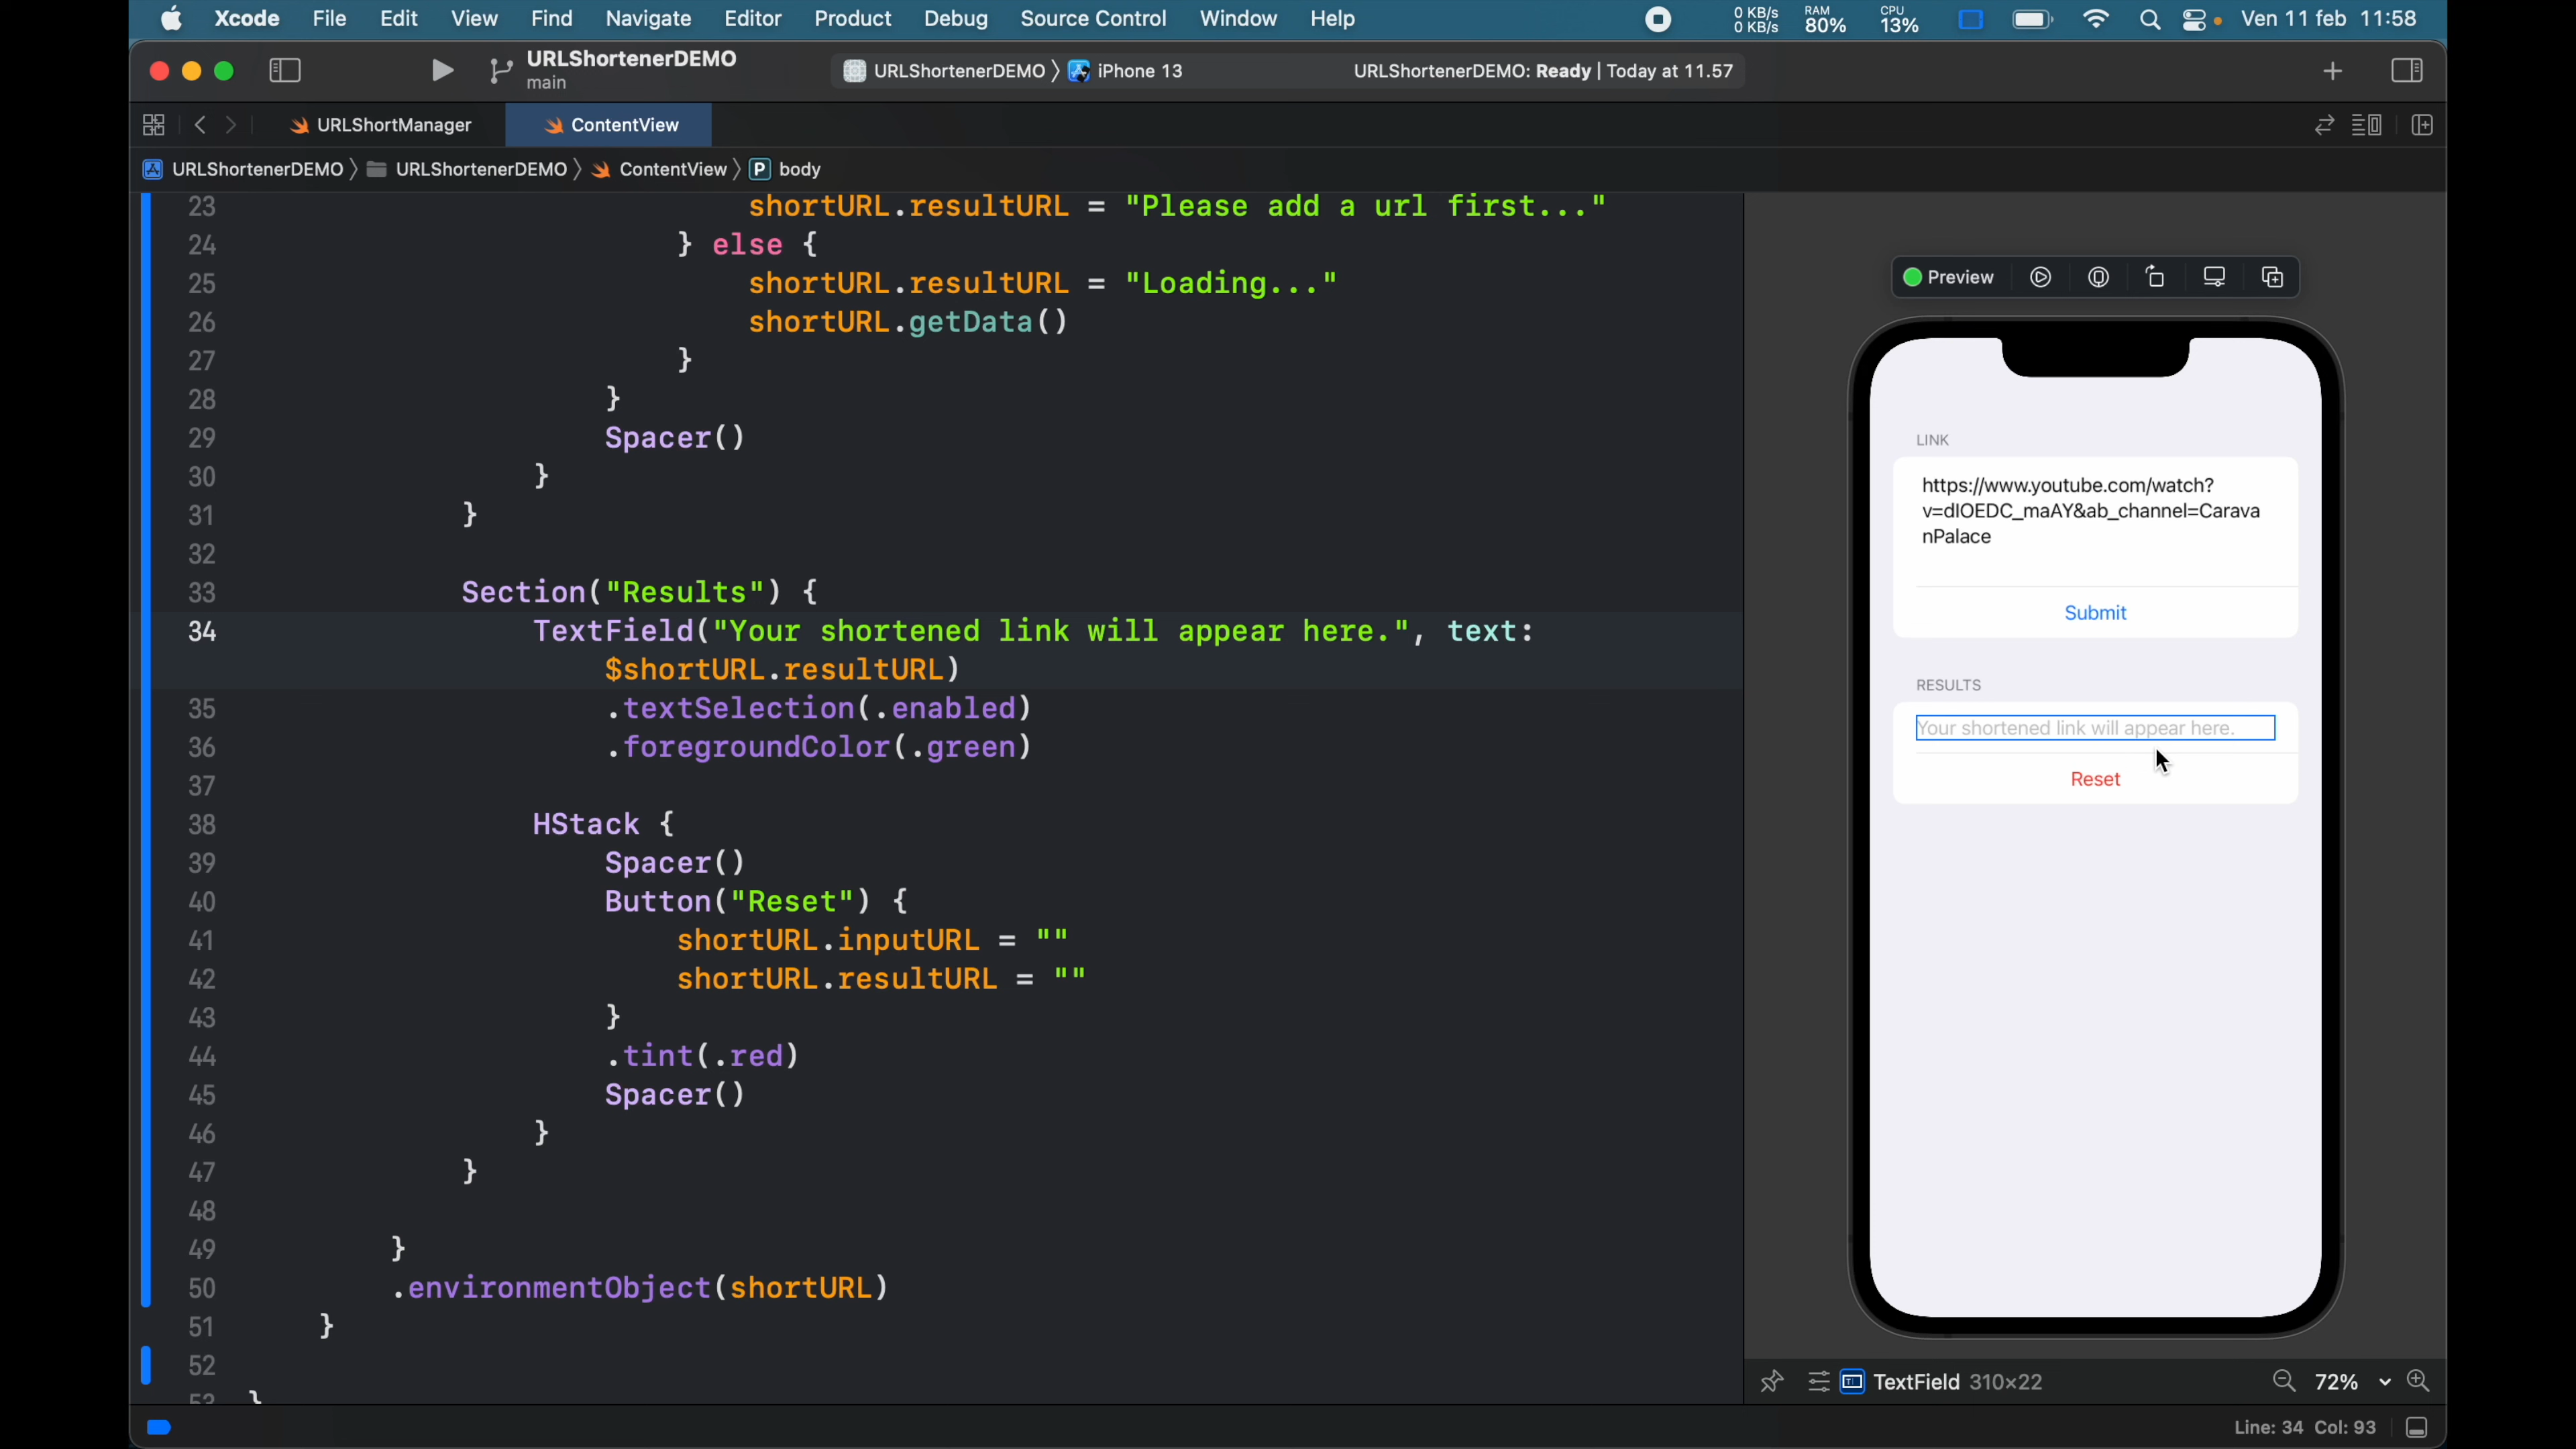 Xcode File Edit View Find Navigate Editor Product Debug Source Control Window Help 0 KB/s 0 KB/s RAM 80% CPU 13% Ven 11 feb 11:58
URLShortenerDEMO
main
URLShortenerDEMO iPhone 13 URLShortenerDEMO: Ready | Today at 11.57
URLShortManager ContentView
URLShortenerDEMO URLShortenerDEMO ContentView P body
23 shortURL.resultURL = "Please add a url first..."
24 } else {
25 shortURL.resultURL = "Loading..."
26 shortURL.getData()
27 }
28 }
29 Spacer()
30 }
31 }
32
33 Section("Results") {
34 TextField("Your shortened link will appear here.", text:
$shortURL.resultURL)
35 .textSelection(.enabled)
36 .foregroundColor(.green)
37
38 HStack {
39 Spacer()
40 Button("Reset") {
41 shortURL.inputURL = ""
42 shortURL.resultURL = ""
43 }
44 .tint(.red)
45 Spacer()
46 }
47 }
48
49 }
50 .environmentObject(shortURL)
51 }
52
53 }
Preview
LINK
https://www.youtube.com/watch?
v=dIOEDC_maAY&ab_channel=Carava
nPalace
Submit
RESULTS
Your shortened link will appear here.
Reset
TextField 310×22 72%
Line: 34 Col: 93